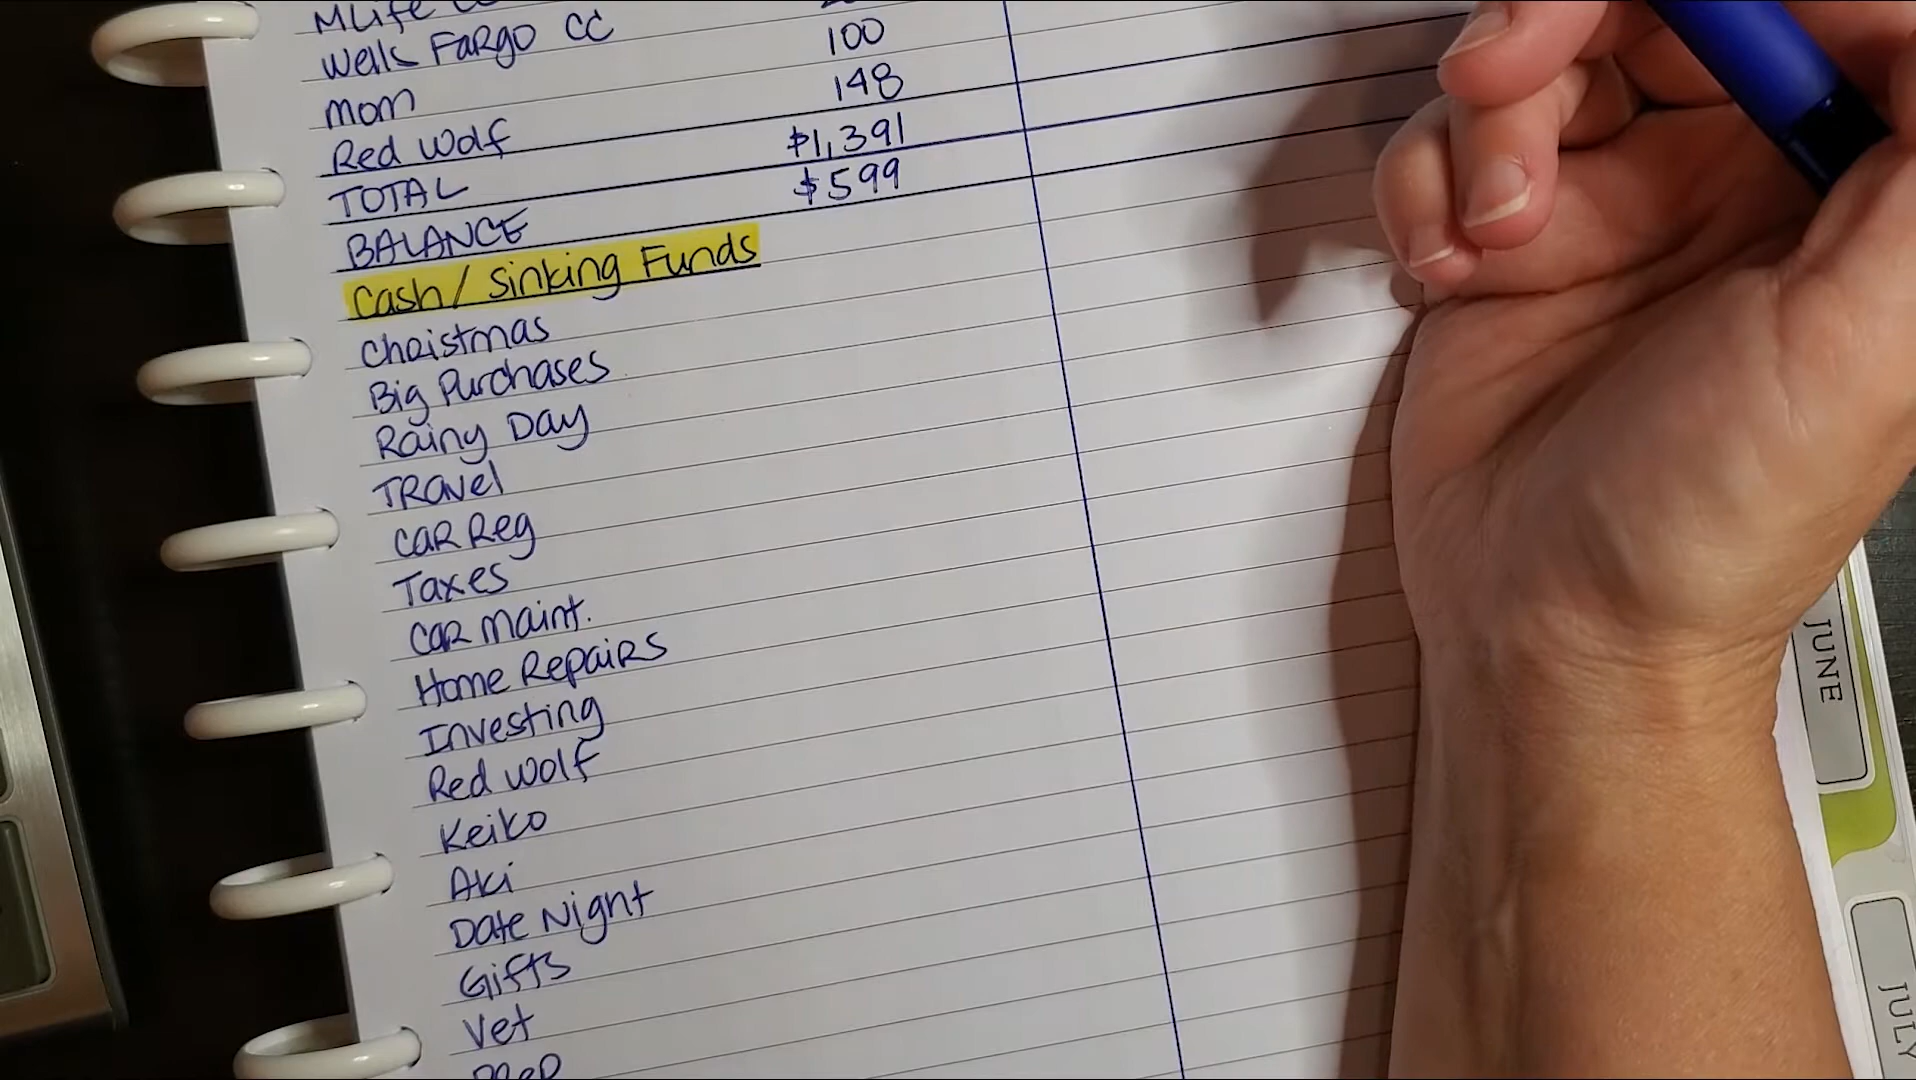 MLife
Wells Fargo CC
Mom 100
Red Wolf 148
TOTAL $1,391
BALANCE $599
Cash / Sinking Funds
Christmas
Big Purchases
Rainy Day
TRavel
CAR Reg
Taxes
CAR Maint.
Home Repairs
Investing
Red Wolf
Keiko
Aki
Date Night
Gifts
Vet
JUNE
JULY